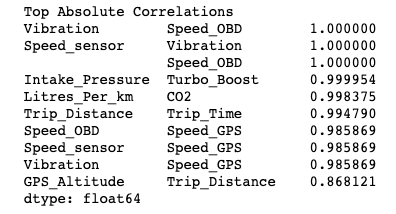 Top Absolute Correlations
Vibration        Speed_OBD        1.000000
Speed_sensor     Vibration        1.000000
                 Speed_OBD        1.000000
Intake_Pressure  Turbo_Boost      0.999954
Litres_Per_km    CO2              0.998375
Trip_Distance    Trip_Time        0.994790
Speed_OBD        Speed_GPS        0.985869
Speed_sensor     Speed_GPS        0.985869
Vibration        Speed_GPS        0.985869
GPS_Altitude     Trip_Distance    0.868121
dtype: float64